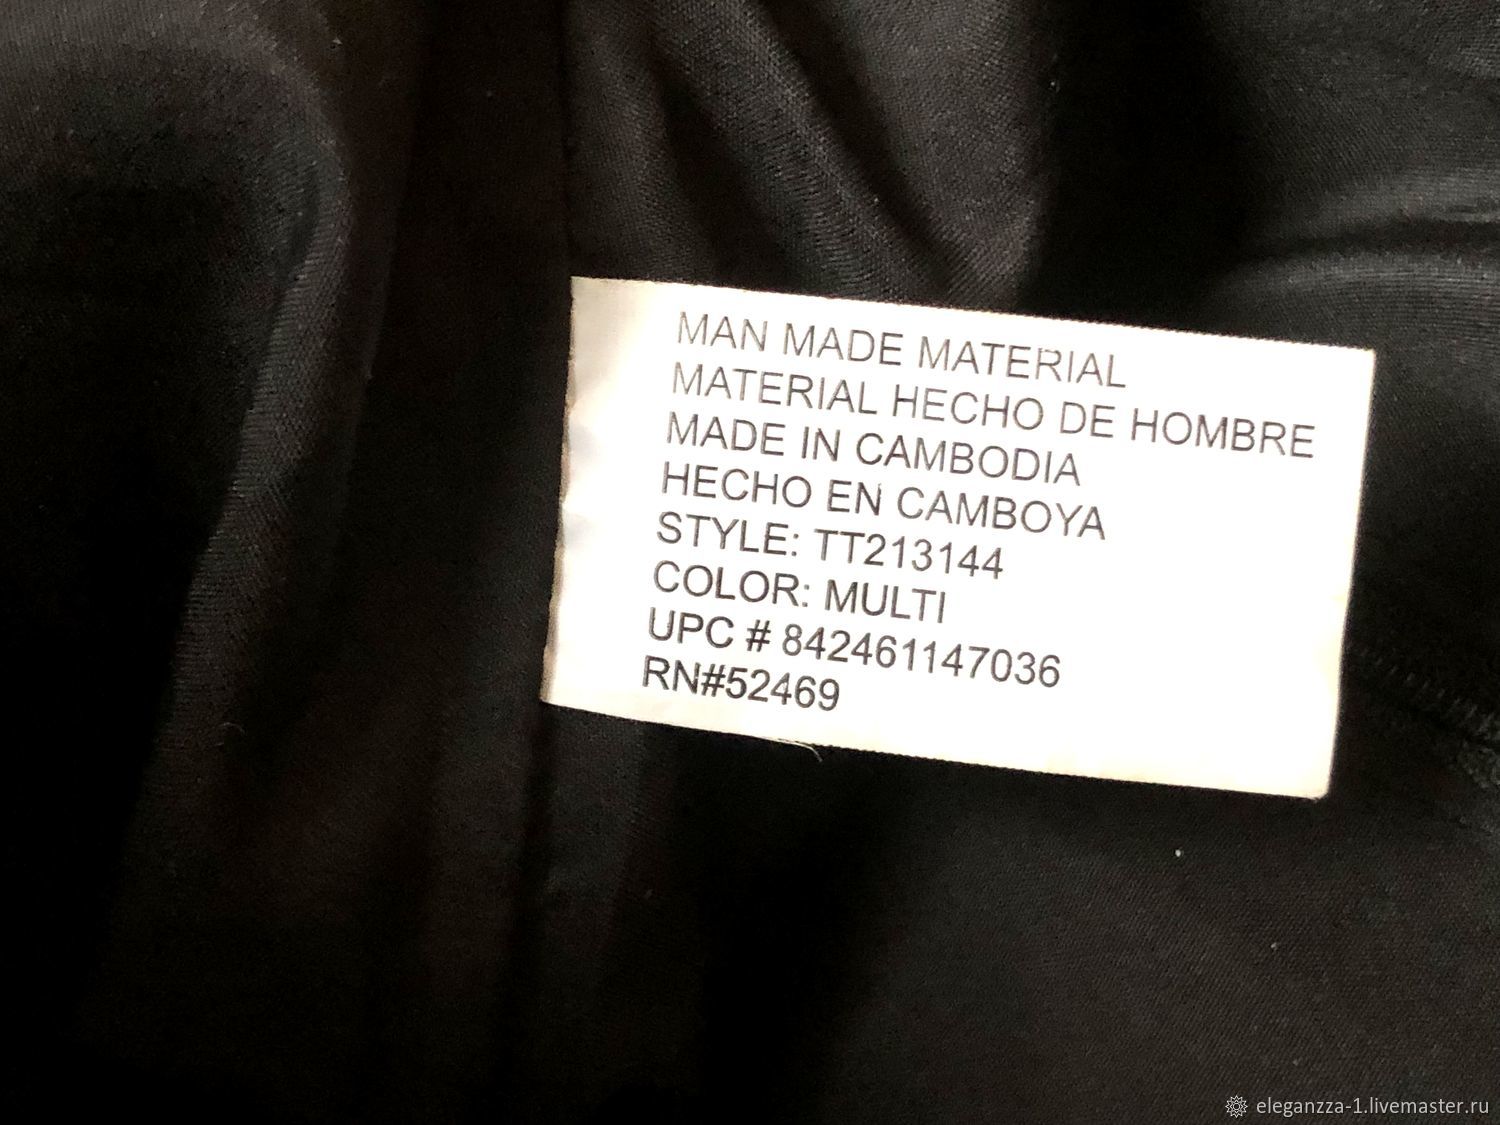 MAN MADE MATERIAL
MATERIAL HECHO DE HOMBRE
MADE IN CAMBODIA
HECHO EN CAMBOYA
STYLE: TT213144
COLOR: MULTI
UPC # 842461147036
RN#52469
eleganzza-1.livemaster.ru